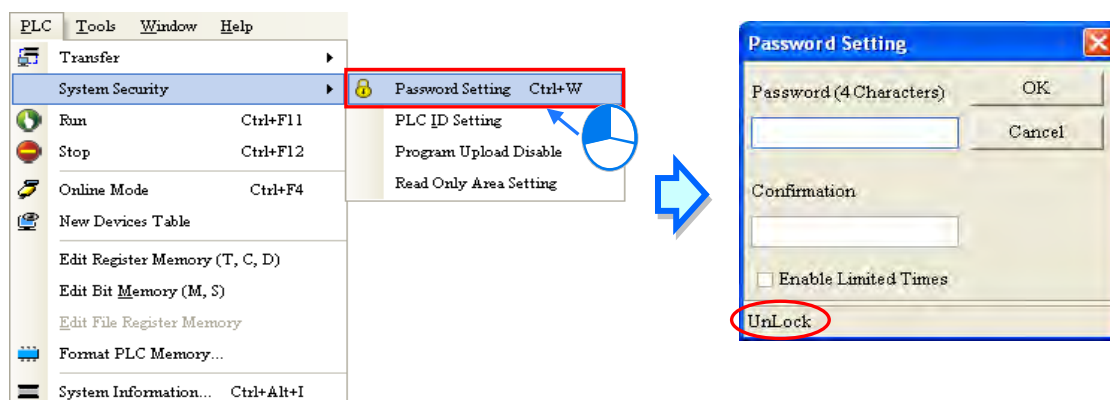 PLC Tools Window Help
Transfer
System Security
Run Ctrl+F11
Stop Ctrl+F12
Online Mode Ctrl+F4
New Devices Table
Edit Register Memory (T, C, D)
Edit Bit Memory (M, S)
Edit File Register Memory
Format PLC Memory...
System Information... Ctrl+Alt+I
Password Setting Ctrl+W
PLC ID Setting
Program Upload Disable
Read Only Area Setting
Password Setting
Password (4 Characters)
OK
Cancel
Confirmation
Enable Limited Times
UnLock